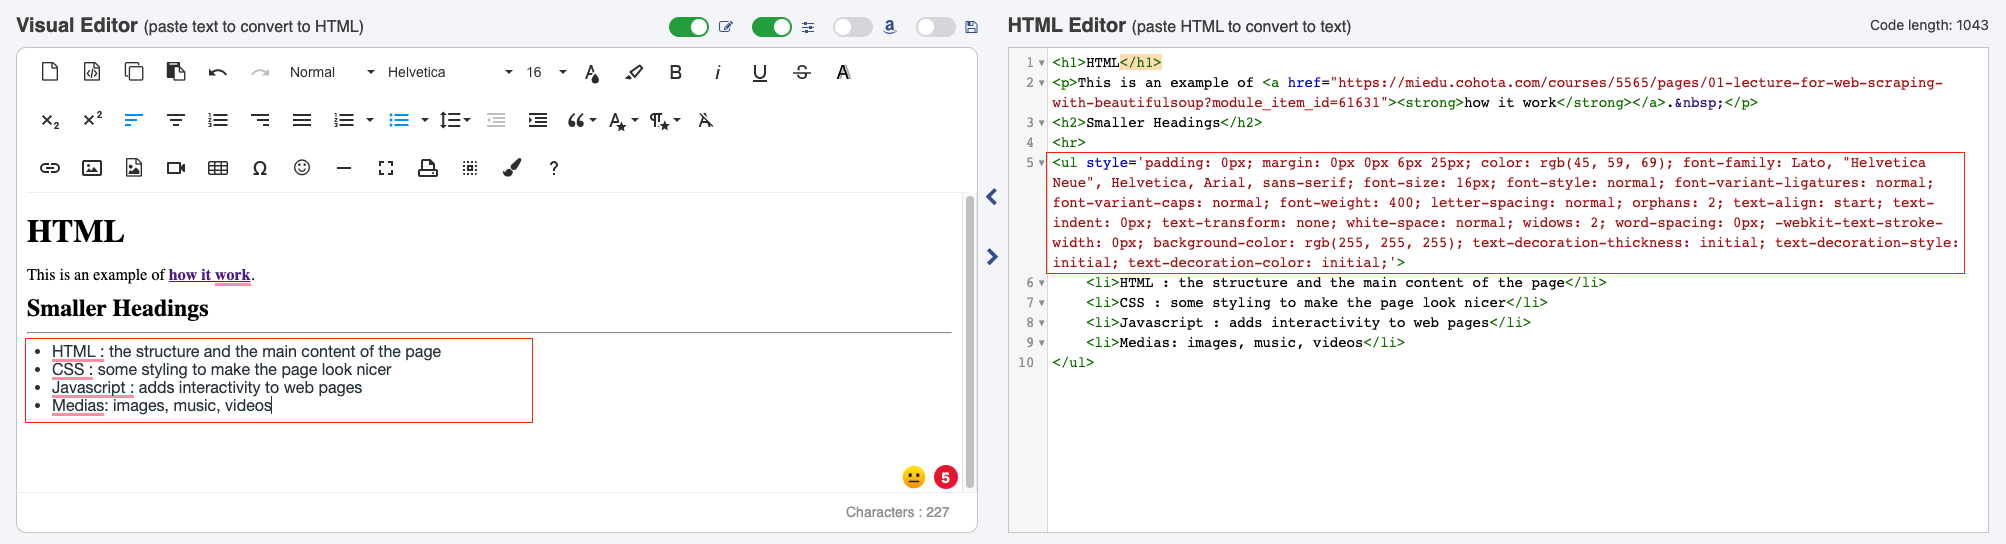 Visual Editor (paste text to convert to HTML)
Normal Helvetica 16
HTML
This is an example of how it work.
Smaller Headings
• HTML : the structure and the main content of the page
• CSS : some styling to make the page look nicer
• Javascript : adds interactivity to web pages
• Medias: images, music, videos
5
Characters : 227
HTML Editor (paste HTML to convert to text)
Code length: 1043
1 <h1>HTML</h1>
2 <p>This is an example of <a href="https://miedu.cohota.com/courses/5565/pages/01-lecture-for-web-scraping-
with-beautifulsoup?module_item_id=61631"><strong>how it work</strong></a>.&nbsp;</p>
3 <h2>Smaller Headings</h2>
4 <hr>
5 <ul style='padding: 0px; margin: 0px 0px 6px 25px; color: rgb(45, 59, 69); font-family: Lato, "Helvetica
Neue", Helvetica, Arial, sans-serif; font-size: 16px; font-style: normal; font-variant-ligatures: normal;
font-variant-caps: normal; font-weight: 400; letter-spacing: normal; orphans: 2; text-align: start; text-
indent: 0px; text-transform: none; white-space: normal; widows: 2; word-spacing: 0px; -webkit-text-stroke-
width: 0px; background-color: rgb(255, 255, 255); text-decoration-thickness: initial; text-decoration-style:
initial; text-decoration-color: initial;'>
6 <li>HTML : the structure and the main content of the page</li>
7 <li>CSS : some styling to make the page look nicer</li>
8 <li>Javascript : adds interactivity to web pages</li>
9 <li>Medias: images, music, videos</li>
10 </ul>